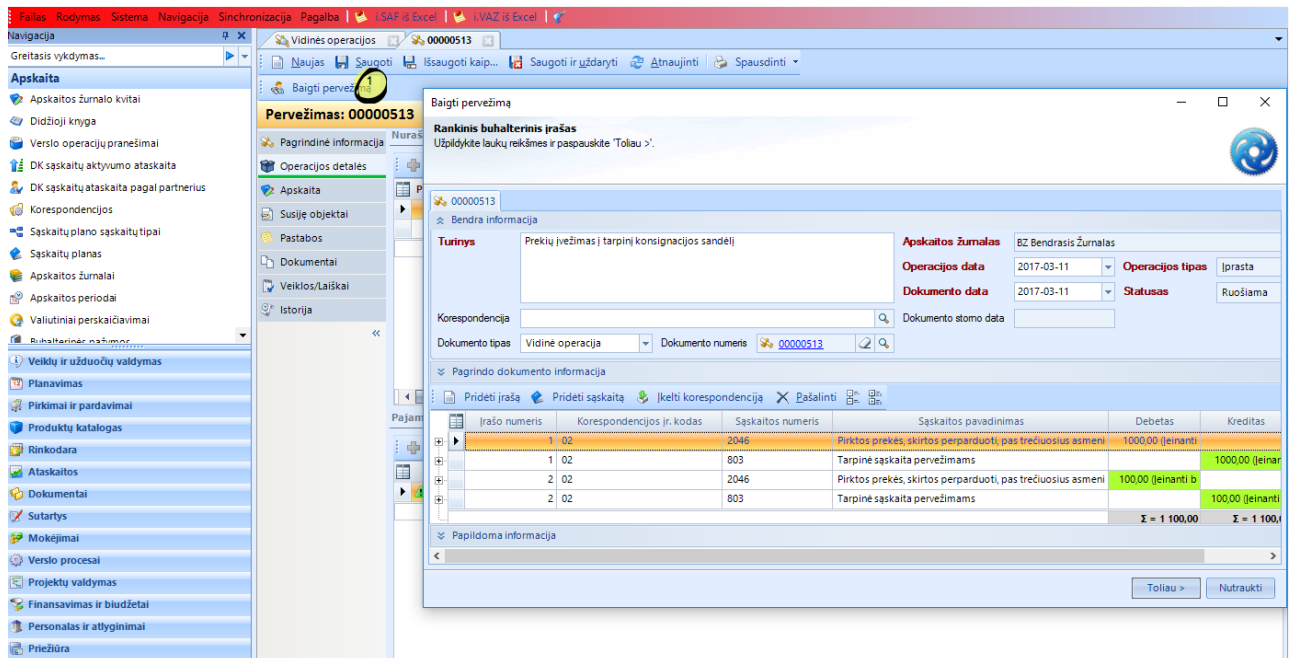 Failas Rodymas Sistema Navigacija Sinchronizacija Pagalba i.SAF iš Excel i.VAZ iš Excel
Navigacija
Greitasis vykdymas...
Apskaita
Apskaitos žurnalo kvitai
Didžioji knyga
Verslo operacijų pranešimai
DK sąskaitų aktyvumo ataskaita
DK sąskaitų ataskaita pagal partnerius
Korespondencijos
Sąskaitų plano sąskaitų tipai
Sąskaitų planas
Apskaitos žurnalai
Apskaitos periodai
Valiutiniai perskaičiavimai
Buhalterinės pažymos
Veiklų ir užduočių valdymas
Planavimas
Pirkimai ir pardavimai
Produktų katalogas
Rinkodara
Ataskaitos
Dokumentai
Sutartys
Mokėjimai
Verslo procesai
Projektų valdymas
Finansavimas ir biudžetai
Personalas ir atlyginimai
Priežiūra
Vidinės operacijos 00000513
Naujas Saugoti Išsaugoti kaip... Saugoti ir uždaryti Atnaujinti Spausdinti
Baigti pervežimą 1
Pervežimas: 00000513
Pagrindinė informacija
Operacijos detalės
Apskaita
Susiję objektai
Pastabos
Dokumentai
Veiklos/Laiškai
Istorija
«
Nuraš
P
Pajam
Baigti pervežimą
Rankinis buhalterinis įrašas
Užpildykite laukų reikšmes ir paspauskite 'Toliau >'.
00000513
Bendra informacija
Turinys Prekių įvežimas į tarpinį konsignacijos sandėlį Apskaitos žurnalas BZ Bendrasis Žurnalas
Operacijos data 2017-03-11 Operacijos tipas Įprasta
Dokumento data 2017-03-11 Statusas Ruošiama
Korespondencija Dokumento storno data
Dokumento tipas Vidinė operacija Dokumento numeris 00000513
Pagrindo dokumento informacija
Pridėti įrašą Pridėti sąskaitą Įkelti korespondenciją Pašalinti
Įrašo numeris Korespondencijos įr. kodas Sąskaitos numeris Sąskaitos pavadinimas Debetas Kreditas
1 02 2046 Pirktos prekės, skirtos perparduoti, pas trečiuosius asmeni 1000,00 (Įeinanti
1 02 803 Tarpinė sąskaita pervežimams 1000,00 (Įeinan
2 02 2046 Pirktos prekės, skirtos perparduoti, pas trečiuosius asmeni 100,00 (Įeinanti b
2 02 803 Tarpinė sąskaita pervežimams 100,00 (Įeinanti
Σ = 1 100,00 Σ = 1 100,
Papildoma informacija
Toliau > Nutraukti